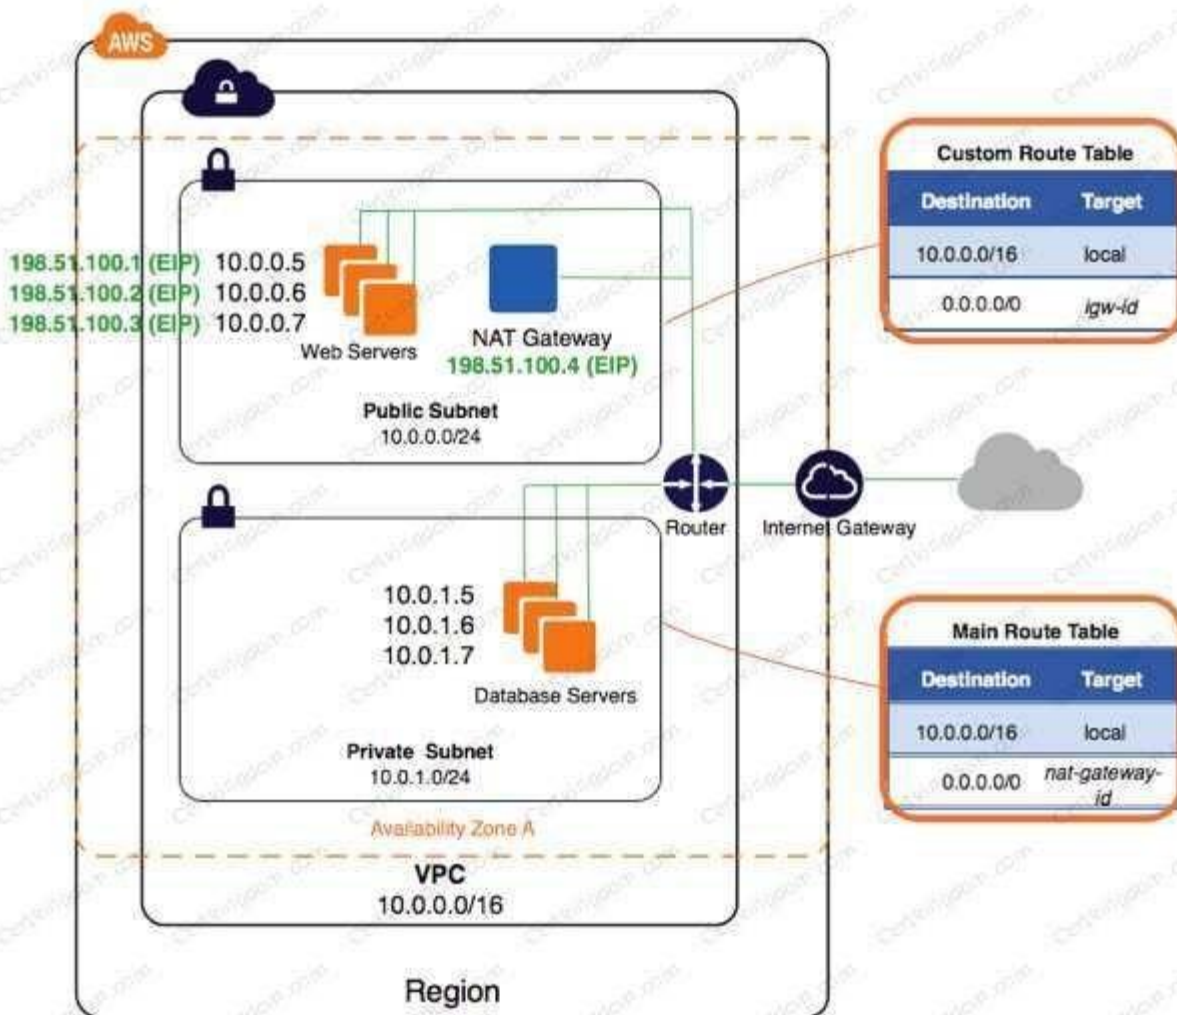 AWS
198.51.100.1 (EIP) 10.0.0.5
198.51.100.2 (EIP) 10.0.0.6
198.51.100.3 (EIP) 10.0.0.7
Web Servers
NAT Gateway
198.51.100.4 (EIP)
Public Subnet
10.0.0.0/24
Custom Route Table
Destination Target
10.0.0.0/16 local
0.0.0.0/0 igw-id
Router
Internet Gateway
10.0.1.5
10.0.1.6
10.0.1.7
Database Servers
Private Subnet
10.0.1.0/24
Main Route Table
Destination Target
10.0.0.0/16 local
0.0.0.0/0 nat-gateway-
id
Availability Zone A
VPC
10.0.0.0/16
Region
Certkingdom.com